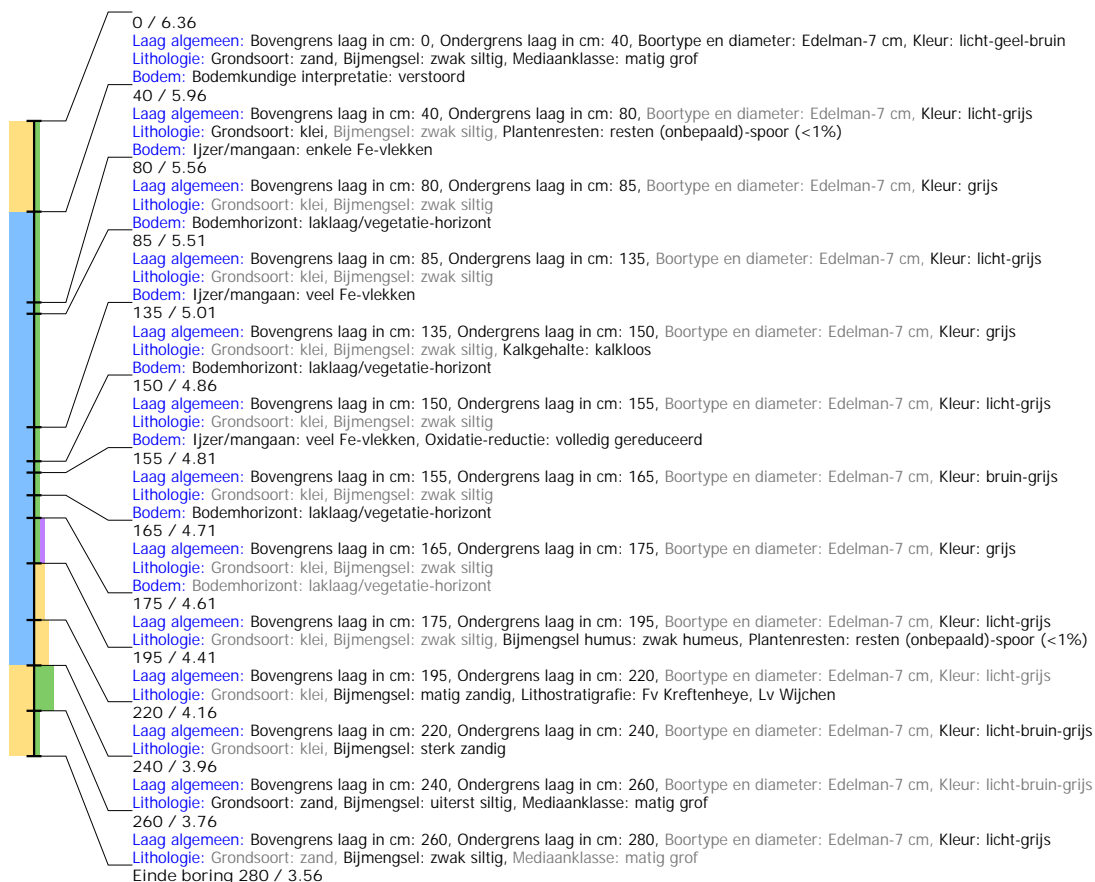 0 / 6.36
Laag algemeen: Bovengrens laag in cm: 0, Ondergrens laag in cm: 40, Boortype en diameter: Edelman-7 cm, Kleur: licht-geel-bruin
Lithologie: Grondsoort: zand, Bijmengsel: zwak siltig, Mediaanklasse: matig grof
Bodem: Bodemkundige interpretatie: verstoord
40 / 5.96
Laag algemeen: Bovengrens laag in cm: 40, Ondergrens laag in cm: 80, Boortype en diameter: Edelman-7 cm, Kleur: licht-grijs
Lithologie: Grondsoort: klei, Bijmengsel: zwak siltig, Plantenresten: resten (onbepaald)-spoor (<1%)
Bodem: Ijzer/mangaan: enkele Fe-vlekken
80 / 5.56
Laag algemeen: Bovengrens laag in cm: 80, Ondergrens laag in cm: 85, Boortype en diameter: Edelman-7 cm, Kleur: grijs
Lithologie: Grondsoort: klei, Bijmengsel: zwak siltig
Bodem: Bodemhorizont: laklaag/vegetatie-horizont
85 / 5.51
Laag algemeen: Bovengrens laag in cm: 85, Ondergrens laag in cm: 135, Boortype en diameter: Edelman-7 cm, Kleur: licht-grijs
Lithologie: Grondsoort: klei, Bijmengsel: zwak siltig
Bodem: Ijzer/mangaan: veel Fe-vlekken
135 / 5.01
Laag algemeen: Bovengrens laag in cm: 135, Ondergrens laag in cm: 150, Boortype en diameter: Edelman-7 cm, Kleur: grijs
Lithologie: Grondsoort: klei, Bijmengsel: zwak siltig, Kalkgehalte: kalkloos
Bodem: Bodemhorizont: laklaag/vegetatie-horizont
150 / 4.86
Laag algemeen: Bovengrens laag in cm: 150, Ondergrens laag in cm: 155, Boortype en diameter: Edelman-7 cm, Kleur: licht-grijs
Lithologie: Grondsoort: klei, Bijmengsel: zwak siltig
Bodem: Ijzer/mangaan: veel Fe-vlekken, Oxidatie-reductie: volledig gereduceerd
155 / 4.81
Laag algemeen: Bovengrens laag in cm: 155, Ondergrens laag in cm: 165, Boortype en diameter: Edelman-7 cm, Kleur: bruin-grijs
Lithologie: Grondsoort: klei, Bijmengsel: zwak siltig
Bodem: Bodemhorizont: laklaag/vegetatie-horizont
165 / 4.71
Laag algemeen: Bovengrens laag in cm: 165, Ondergrens laag in cm: 175, Boortype en diameter: Edelman-7 cm, Kleur: grijs
Lithologie: Grondsoort: klei, Bijmengsel: zwak siltig
Bodem: Bodemhorizont: laklaag/vegetatie-horizont
175 / 4.61
Laag algemeen: Bovengrens laag in cm: 175, Ondergrens laag in cm: 195, Boortype en diameter: Edelman-7 cm, Kleur: licht-grijs
Lithologie: Grondsoort: klei, Bijmengsel: zwak siltig, Bijmengsel humus: zwak humeus, Plantenresten: resten (onbepaald)-spoor (<1%)
195 / 4.41
Laag algemeen: Bovengrens laag in cm: 195, Ondergrens laag in cm: 220, Boortype en diameter: Edelman-7 cm, Kleur: licht-grijs
Lithologie: Grondsoort: klei, Bijmengsel: matig zandig, Lithostratigrafie: Fv Kreftenheye, Lv Wijchen
220 / 4.16
Laag algemeen: Bovengrens laag in cm: 220, Ondergrens laag in cm: 240, Boortype en diameter: Edelman-7 cm, Kleur: licht-bruin-grijs
Lithologie: Grondsoort: klei, Bijmengsel: sterk zandig
240 / 3.96
Laag algemeen: Bovengrens laag in cm: 240, Ondergrens laag in cm: 260, Boortype en diameter: Edelman-7 cm, Kleur: licht-bruin-grijs
Lithologie: Grondsoort: zand, Bijmengsel: uiterst siltig, Mediaanklasse: matig grof
260 / 3.76
Laag algemeen: Bovengrens laag in cm: 260, Ondergrens laag in cm: 280, Boortype en diameter: Edelman-7 cm, Kleur: licht-grijs
Lithologie: Grondsoort: zand, Bijmengsel: zwak siltig, Mediaanklasse: matig grof
Einde boring 280 / 3.56